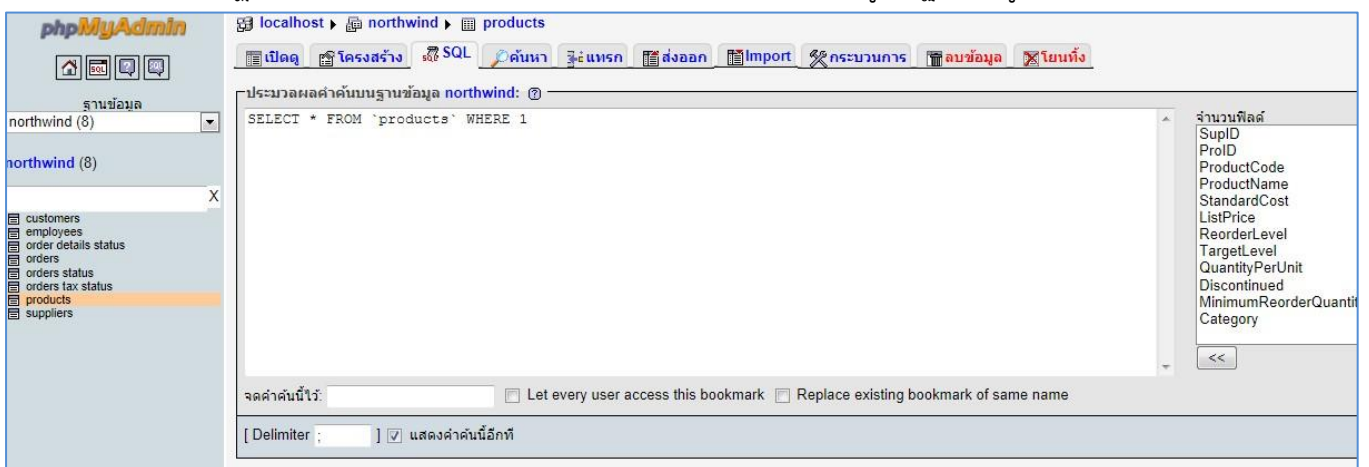 phpMyAdmin
localhost northwind products
เปิดดู โครงสร้าง SQL ค้นหา แทรก ส่งออก Import กระบวนการ ลบข้อมูล โยนทิ้ง
ฐานข้อมูล
northwind (8)
northwind (8)
X
customers
employees
order details status
orders
orders status
orders tax status
products
suppliers
ประมวลผลคำค้นบนฐานข้อมูล northwind:
SELECT * FROM `products` WHERE 1
จำนวนฟิลด์
SupID
ProID
ProductCode
ProductName
StandardCost
ListPrice
ReorderLevel
TargetLevel
QuantityPerUnit
Discontinued
MinimumReorderQuantit
Category
<<
จดคำค้นนี้ไว้: Let every user access this bookmark Replace existing bookmark of same name
[ Delimiter ; ] แสดงคำค้นนี้อีกที